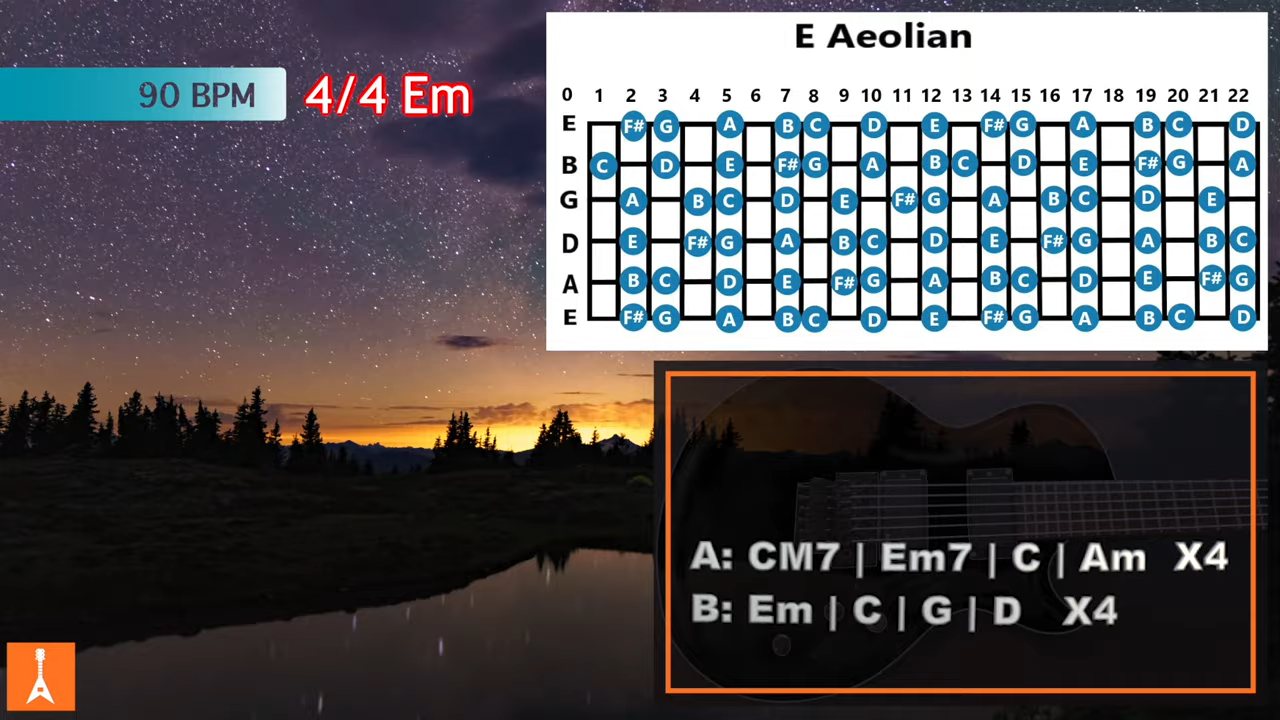 90 BPM
4/4 Em
E Aeolian
0 1 2 3 4 5 6 7 8 9 10 11 12 13 14 15 16 17 18 19 20 21 22
E F# G A B C D E F# G A B C D
B C D E F# G A B C D E F# G A
G A B C D E F# G A B C D E
D E F# G A B C D E F# G A B C
A B C D E F# G A B C D E F# G
E F# G A B C D E F# G A B C D
A: CM7 | Em7 | C | Am X4
B: Em | C | G | D X4